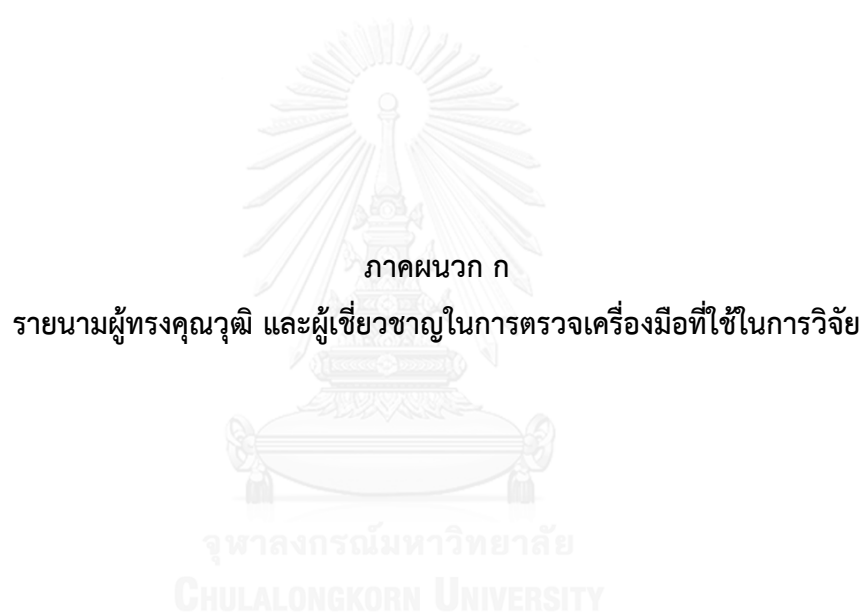 ภาคผนวก ก
รายนามผู้ทรงคุณวุฒิ และผู้เชี่ยวชาญในการตรวจเครื่องมือที่ใช้ในการวิจัย
จุฬาลงกรณ์มหาวิทยาลัย
CHULALONGKORN UNIVERSITY